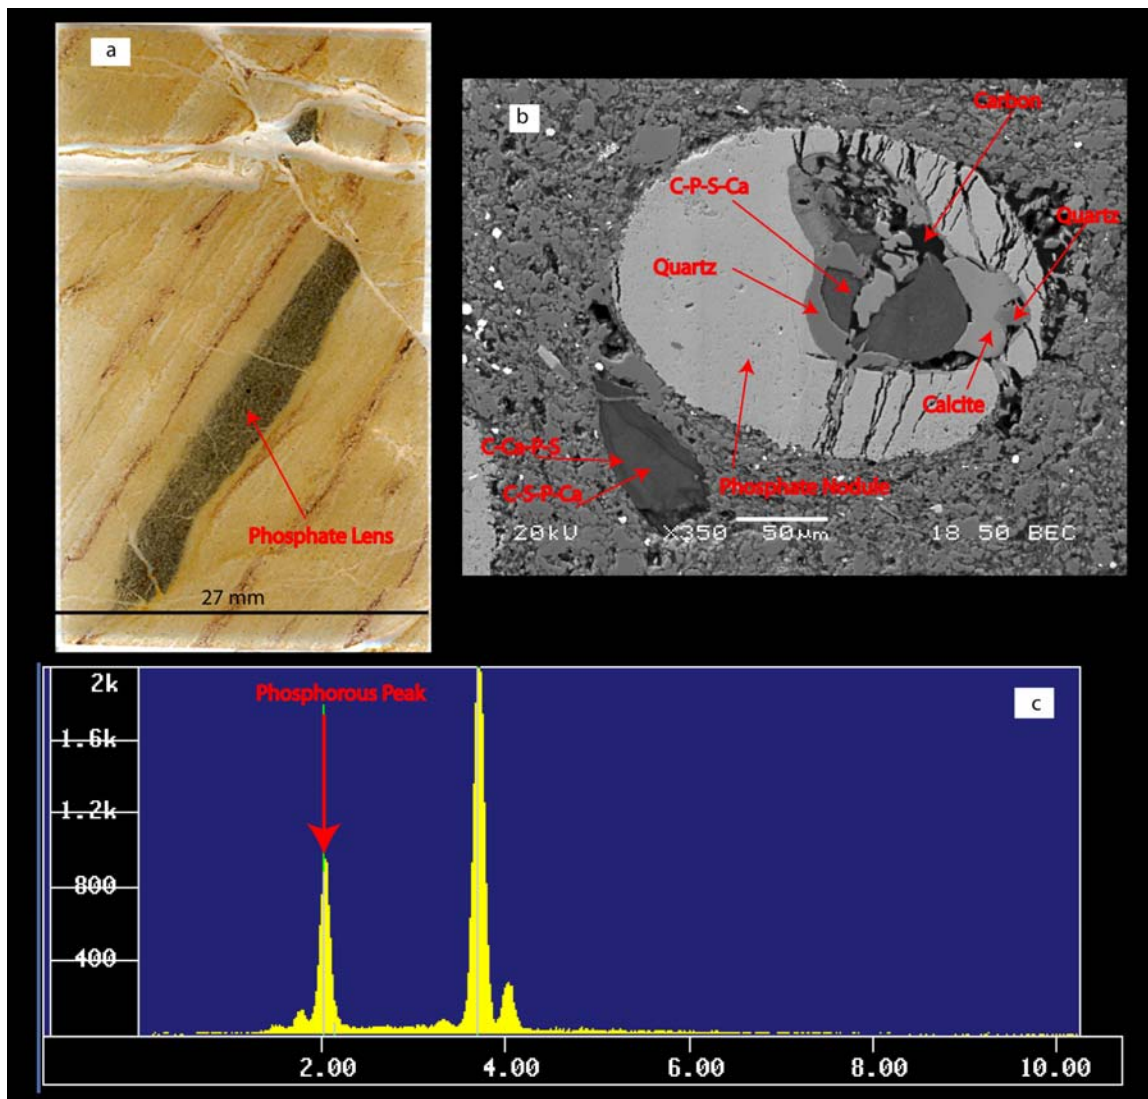 a
Phosphate Lens
27 mm
b
Carbon
C-P-S-Ca
Quartz
Quartz
Calcite
C-Ca-P-S
C-S-P-Ca
Phosphate Nodule
20kV X350 50µm 18 50 BEC
c
Phosphorous Peak
2k
1.6k
1.2k
800
400
2.00 4.00 6.00 8.00 10.00